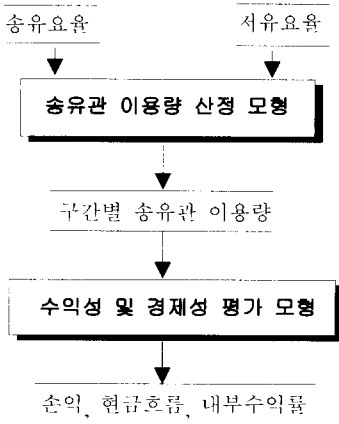 송유요율 저유요율
송유관 이용량 산정 모형
구간별 송유관 이용량
수익성 및 경제성 평가 모형
손익, 현금흐름, 내부수익률